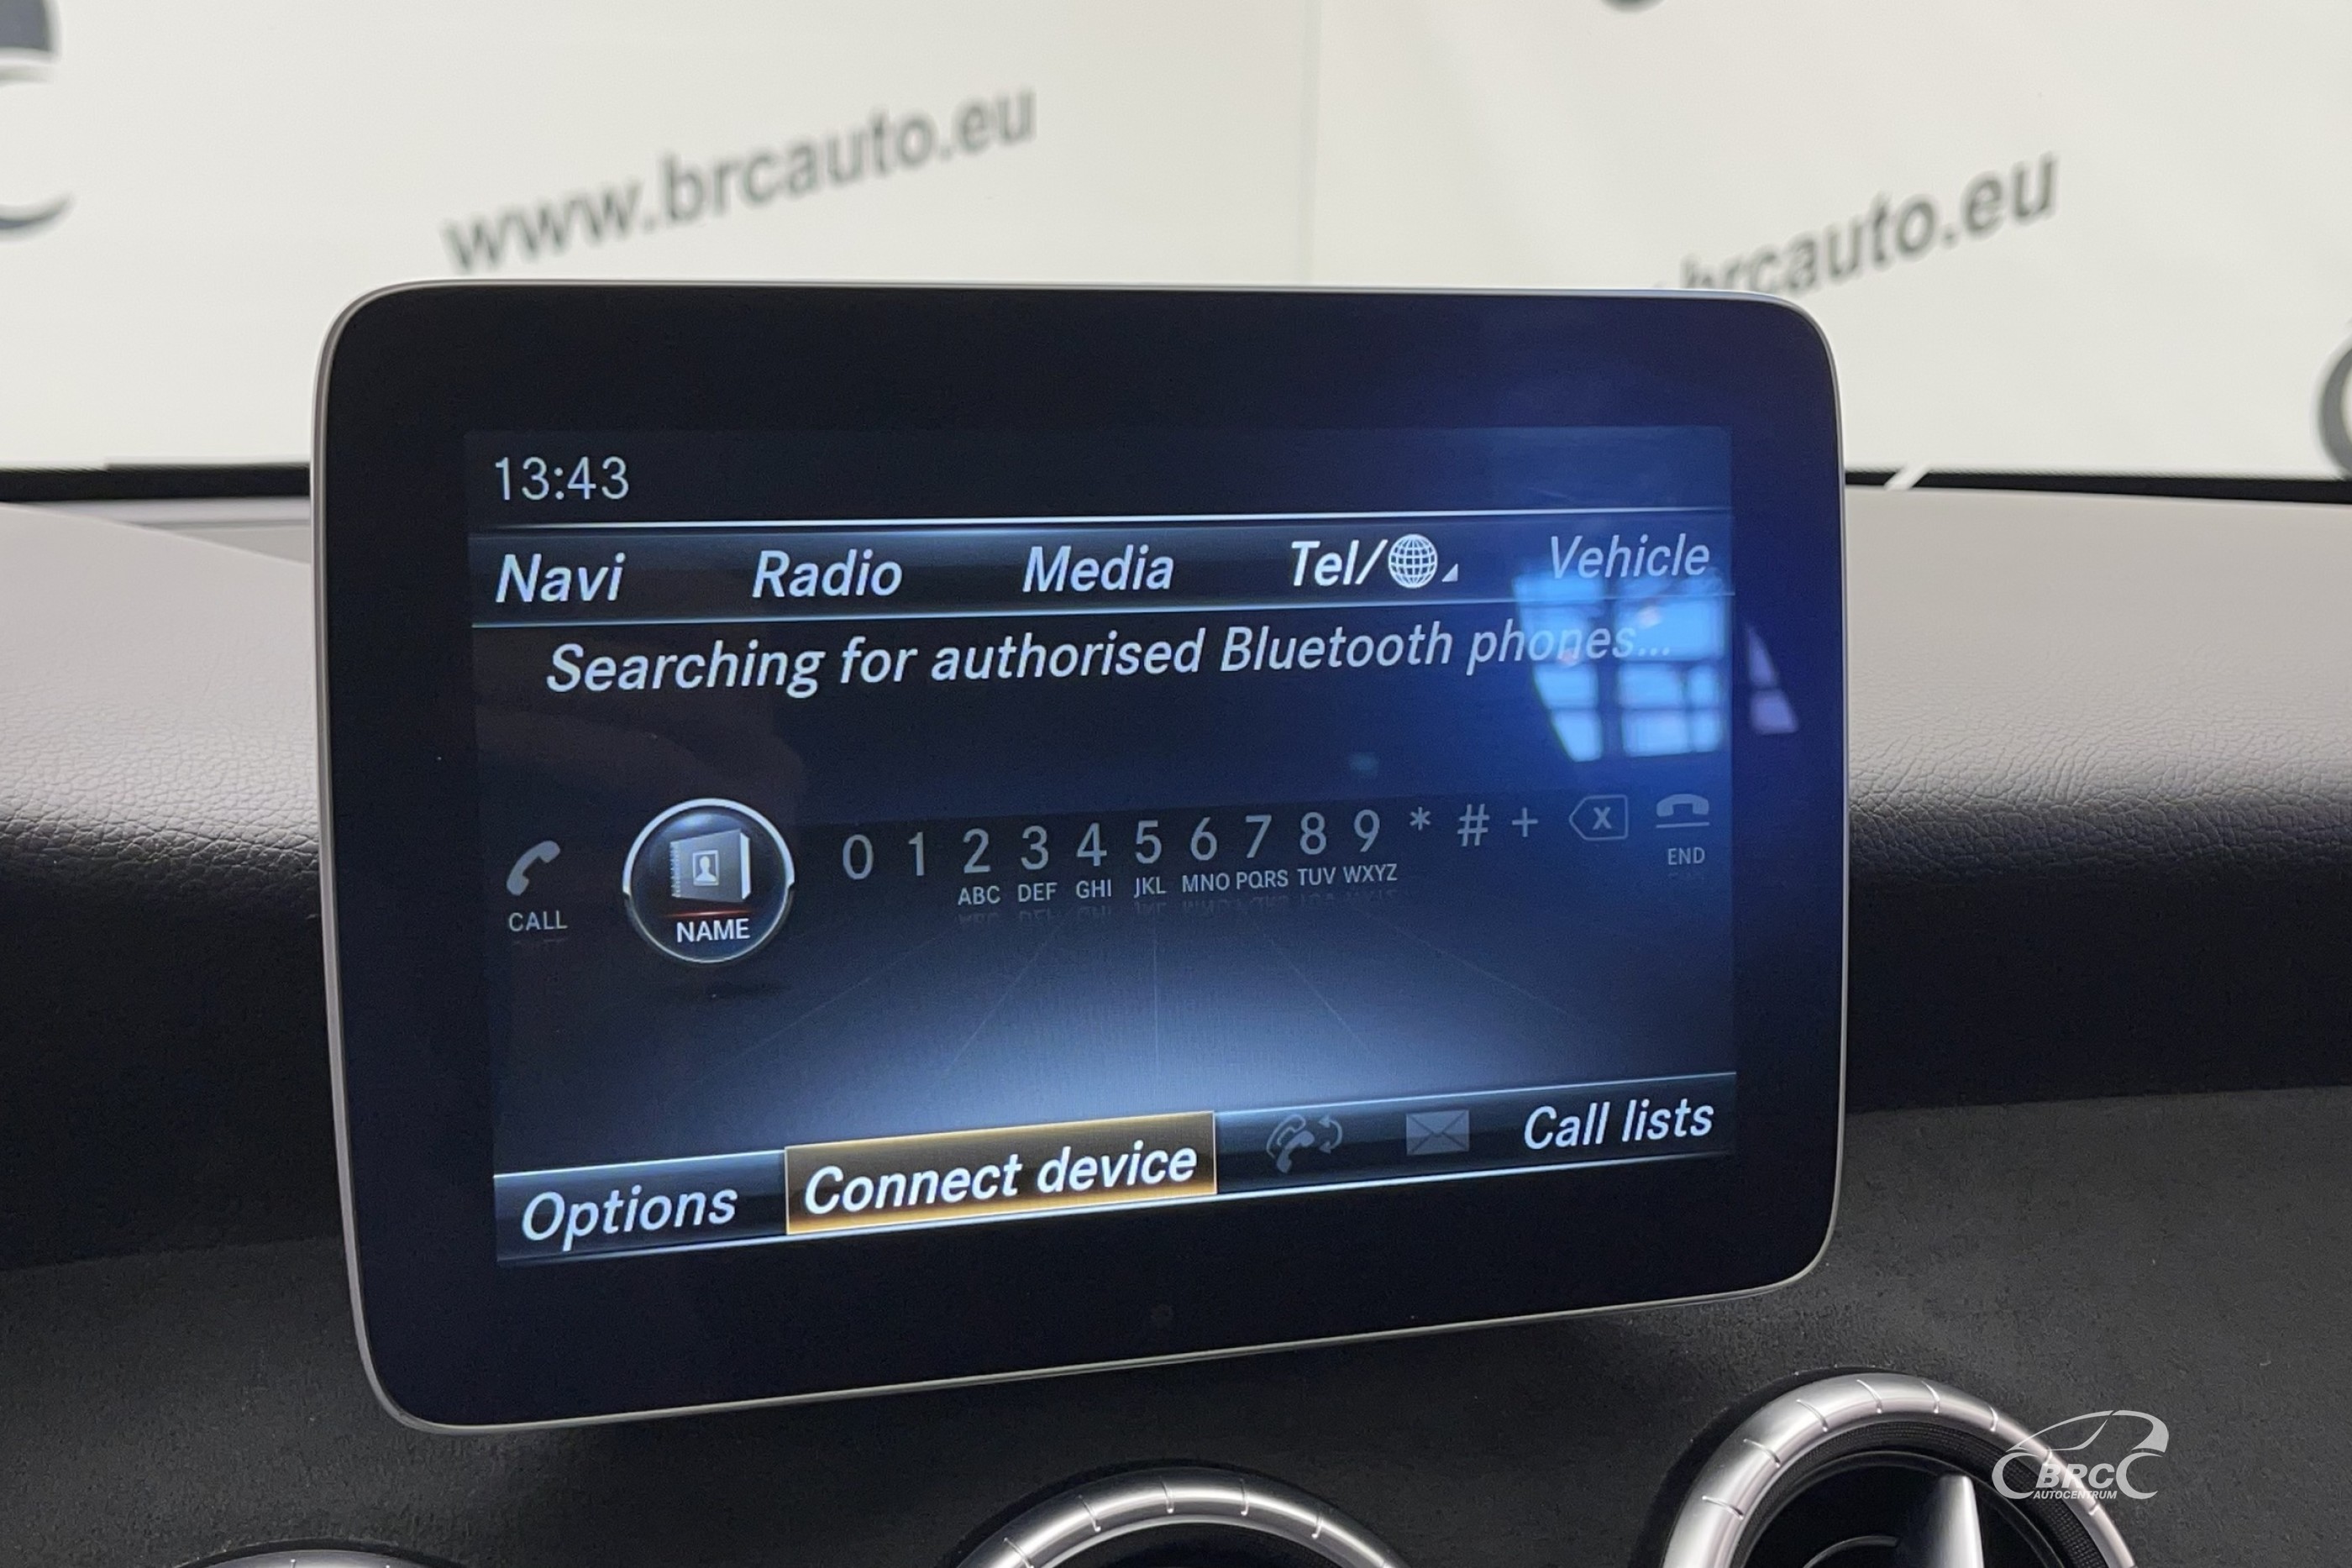 www.brcauto.eu
brcauto.eu
13:43
Navi Radio Media Tel/ Vehicle
Searching for authorised Bluetooth phones...
0 1 2 3 4 5 6 7 8 9 * # + X
ABC DEF GHI JKL MNO PQRS TUV WXYZ
CALL NAME END
Options Connect device Call lists
BRC
AUTOCENTRUM